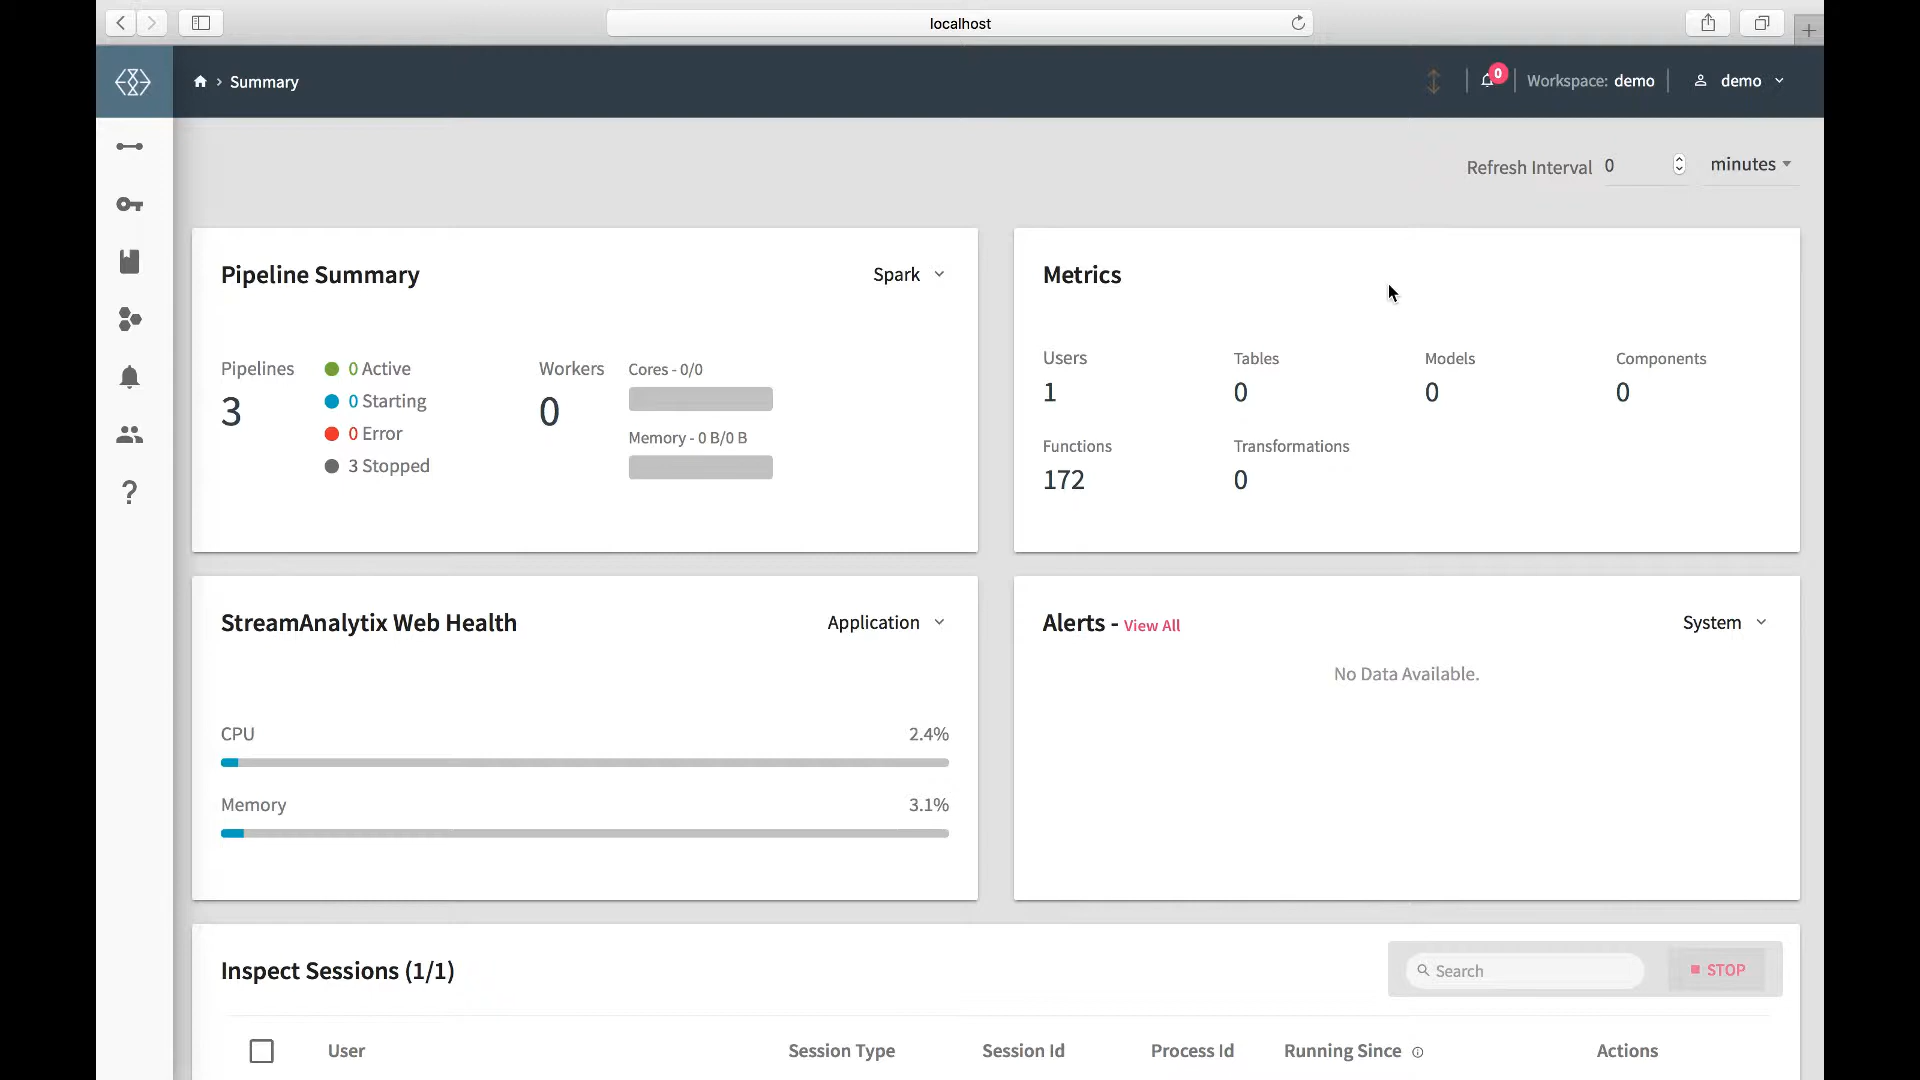 localhost
Summary
0
Workspace: demo
demo
Refresh Interval 0 minutes
Pipeline Summary
Spark
Pipelines
3
0 Active
0 Starting
0 Error
3 Stopped
Workers
0
Cores - 0/0
Memory - 0 B/0 B
Metrics
Users
1
Tables
0
Models
0
Components
0
Functions
172
Transformations
0
StreamAnalytix Web Health
Application
CPU 2.4%
Memory 3.1%
Alerts - View All
System
No Data Available.
Inspect Sessions (1/1)
Search
STOP
User Session Type Session Id Process Id Running Since Actions